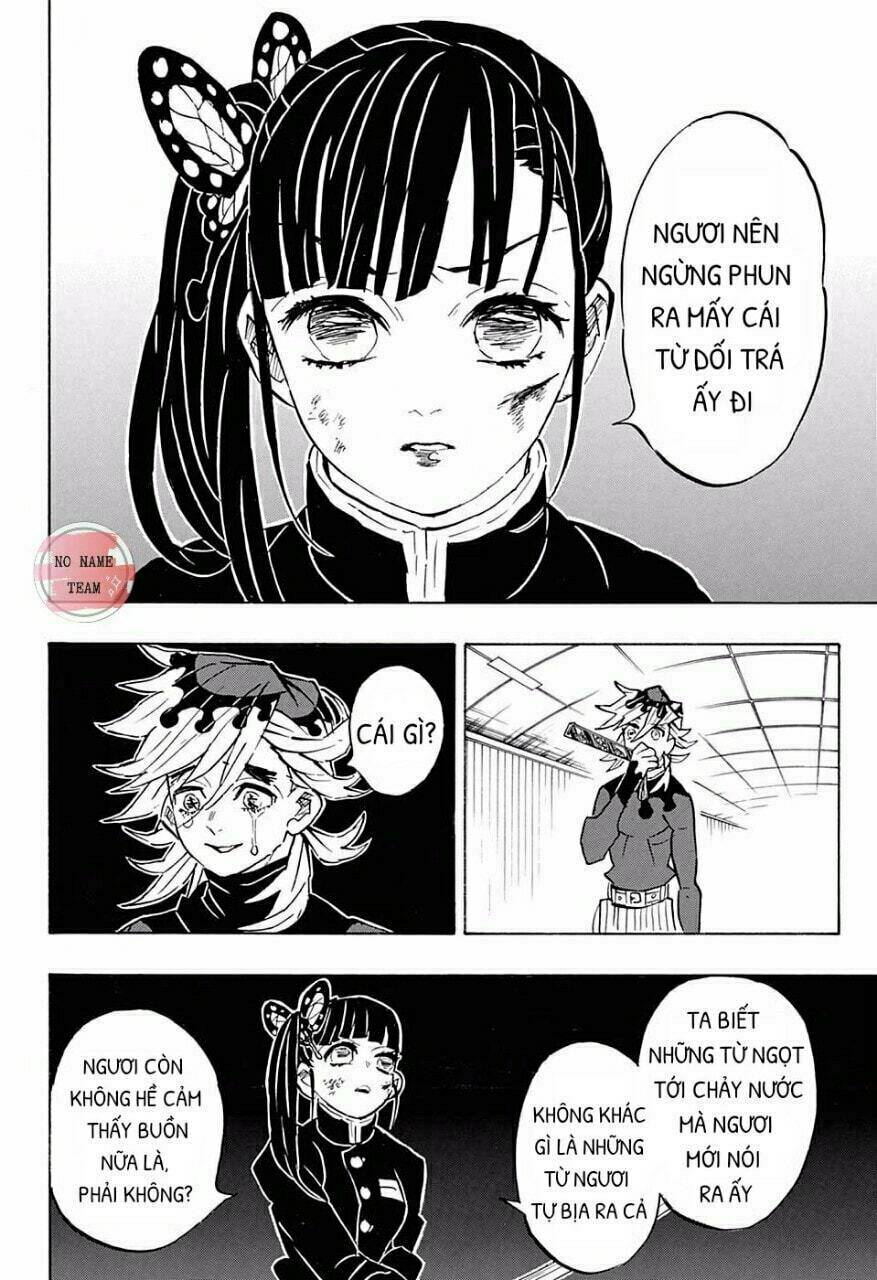 NGƯƠI NÊN
NGỪNG PHUN
RA MẤY CÁI
TỪ DỐI TRÁ
ẤY ĐI
NO NAME
TEAM
CÁI GÌ?
TA BIẾT
NHỮNG TỪ NGỌT
TỚI CHẢY NƯỚC
MÀ NGƯƠI
MỚI NÓI
RA ẤY
KHÔNG KHÁC
GÌ LÀ NHỮNG
TỪ NGƯƠI
TỰ BỊA RA CẢ
NGƯƠI CÒN
KHÔNG HỀ CẢM
THẤY BUỒN
NỮA LÀ,
PHẢI KHÔNG?